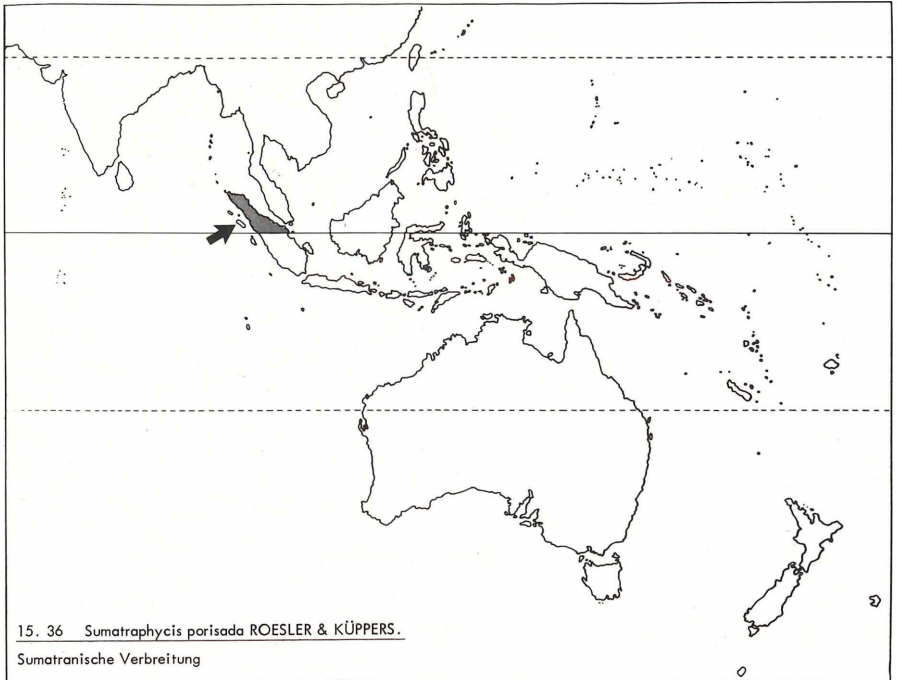 15. 36 Sumatraphycis porisada ROESLER & KÜPPERS.
Sumatranische Verbreitung